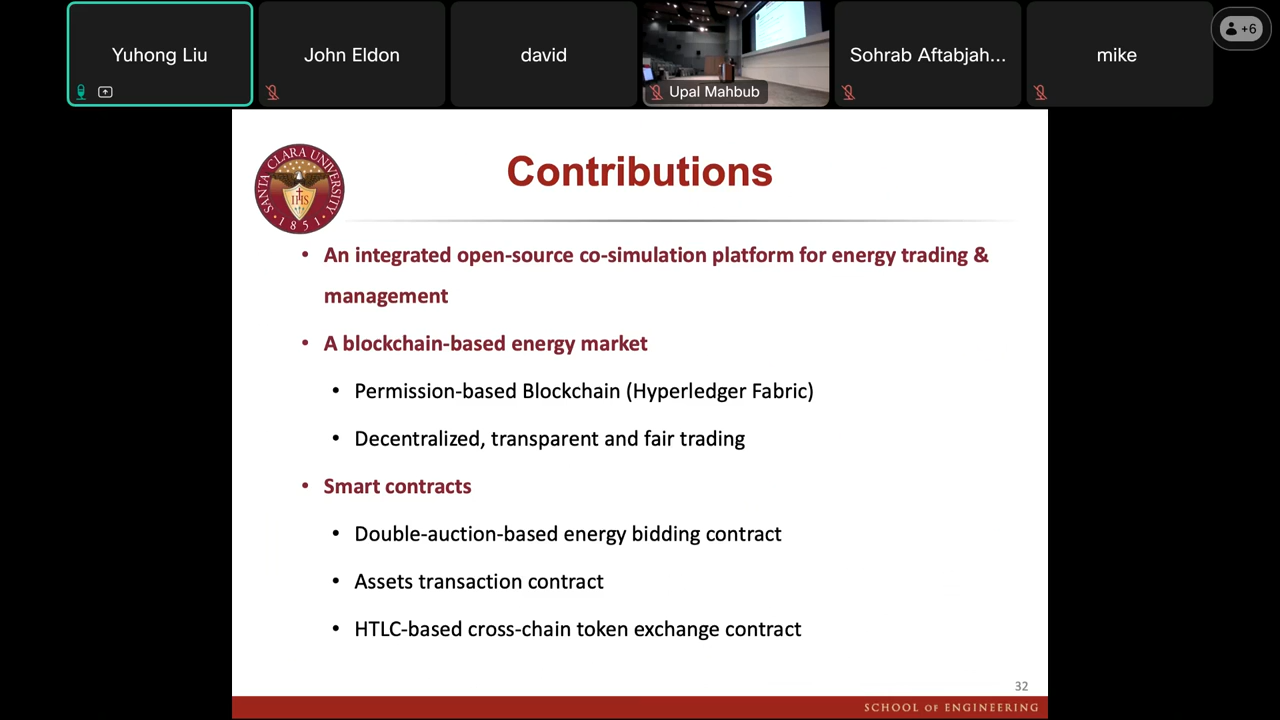 Yuhong Liu
John Eldon
david
Upal Mahbub
Sohrab Aftabjah...
mike
+6
SANTA CLARA UNIVERSITY
IHS
1851
Contributions
• An integrated open-source co-simulation platform for energy trading &
management
• A blockchain-based energy market
• Permission-based Blockchain (Hyperledger Fabric)
• Decentralized, transparent and fair trading
• Smart contracts
• Double-auction-based energy bidding contract
• Assets transaction contract
• HTLC-based cross-chain token exchange contract
32
SCHOOL OF ENGINEERING